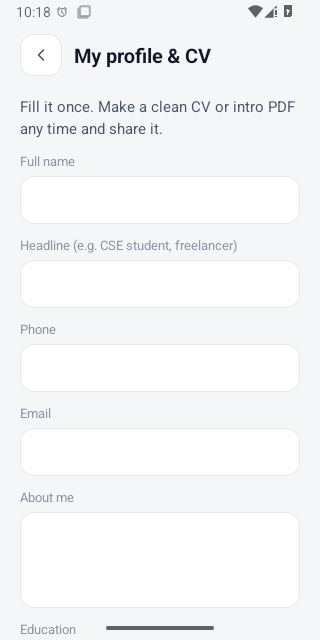 10:18
My profile & CV
Fill it once. Make a clean CV or intro PDF
any time and share it.
Full name
Headline (e.g. CSE student, freelancer)
Phone
Email
About me
Education